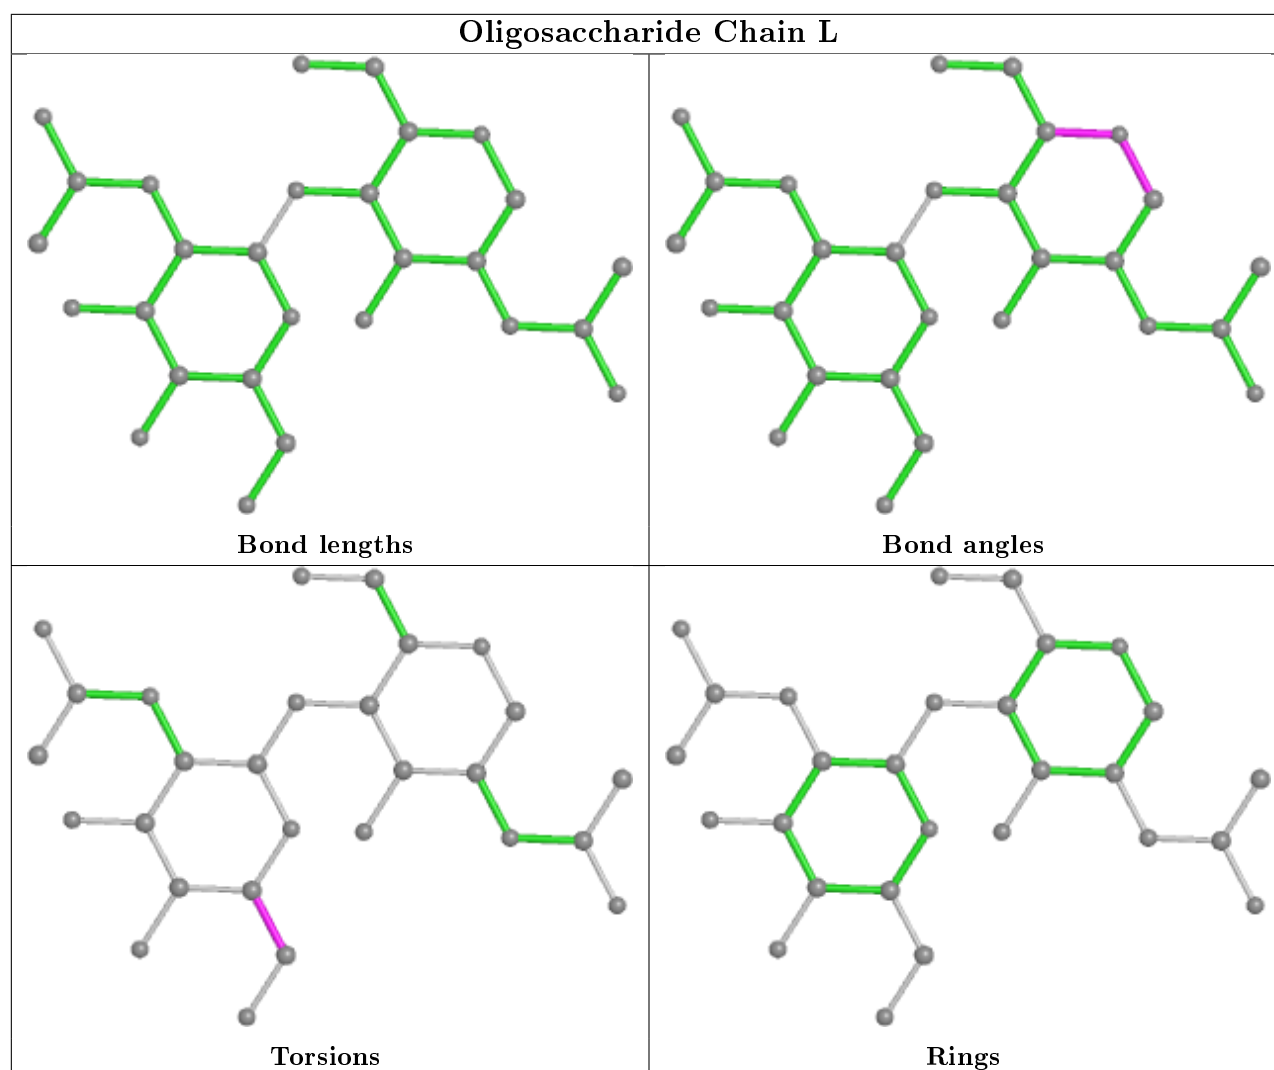 Oligosaccharide Chain L
Bond lengths
Bond angles
Torsions
Rings